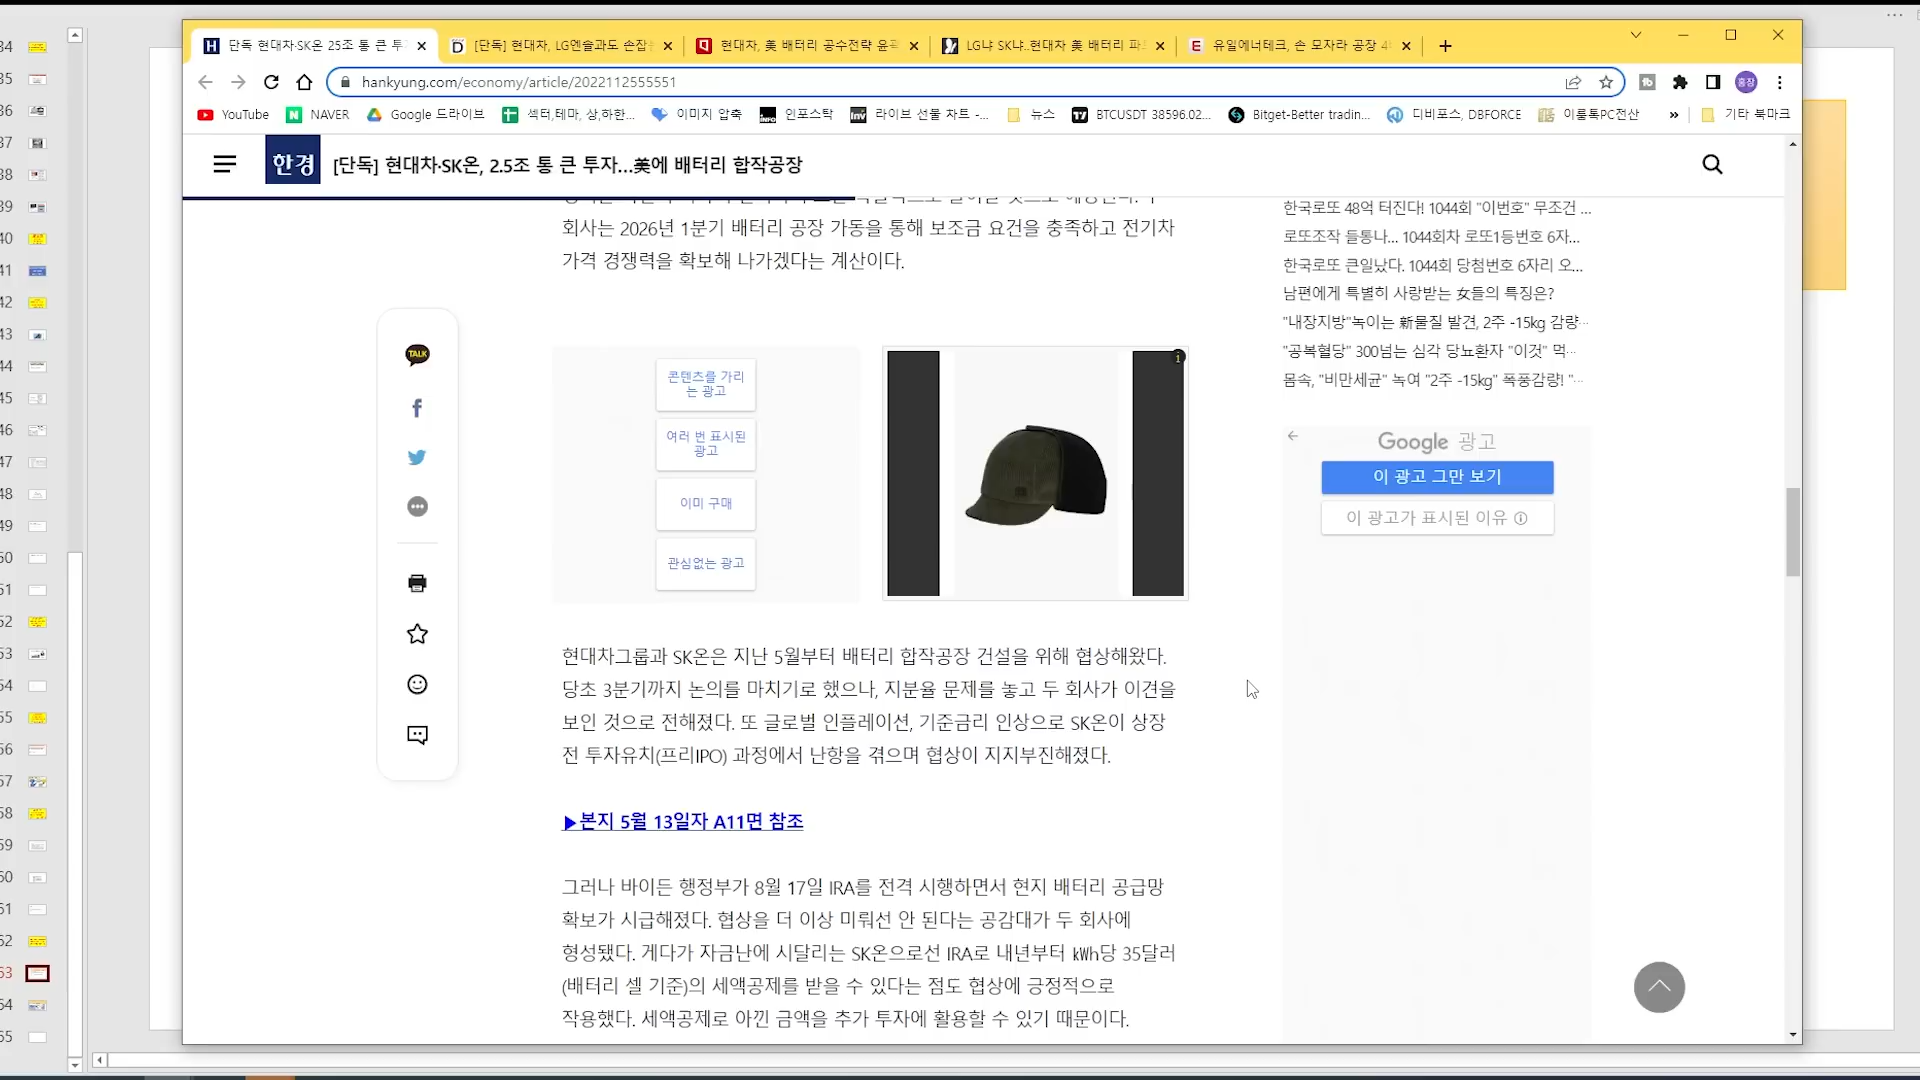 단독 현대차·SK온 25조 통 큰 투
[단독] 현대차, LG엔솔과도 손잡
현대차, 美 배터리 공수전략 윤곽
LG냐 SK냐..현대차 美 배터리 파트
유일에너테크, 손 모자라 공장 4
hankyung.com/economy/article/2022112555551
홍장
YouTube
NAVER
Google 드라이브
섹터,테마, 상,하한...
이미지 압축
인포스탁
라이브 선물 차트 -...
뉴스
BTCUSDT 38596.02...
Bitget-Better tradin...
디비포스, DBFORCE
이룸톡PC전산
»
기타 북마크
한경
[단독] 현대차·SK온, 2.5조 통 큰 투자...美에 배터리 합작공장
회사는 2026년 1분기 배터리 공장 가동을 통해 보조금 요건을 충족하고 전기차
가격 경쟁력을 확보해 나가겠다는 계산이다.
TALK
콘텐츠를 가리
는 광고
여러 번 표시된
광고
이미 구매
관심없는 광고
현대차그룹과 SK온은 지난 5월부터 배터리 합작공장 건설을 위해 협상해왔다.
당초 3분기까지 논의를 마치기로 했으나, 지분율 문제를 놓고 두 회사가 이견을
보인 것으로 전해졌다. 또 글로벌 인플레이션, 기준금리 인상으로 SK온이 상장
전 투자유치(프리IPO) 과정에서 난항을 겪으며 협상이 지지부진해졌다.
▶본지 5월 13일자 A11면 참조
그러나 바이든 행정부가 8월 17일 IRA를 전격 시행하면서 현지 배터리 공급망
확보가 시급해졌다. 협상을 더 이상 미뤄선 안 된다는 공감대가 두 회사에
형성됐다. 게다가 자금난에 시달리는 SK온으로선 IRA로 내년부터 ㎾h당 35달러
(배터리 셀 기준)의 세액공제를 받을 수 있다는 점도 협상에 긍정적으로
작용했다. 세액공제로 아낀 금액을 추가 투자에 활용할 수 있기 때문이다.
한국로또 48억 터진다! 1044회 "이번호" 무조건 ...
로또조작 들통나... 1044회차 로또1등번호 6자...
한국로또 큰일났다. 1044회 당첨번호 6자리 오...
남편에게 특별히 사랑받는 女들의 특징은?
"내장지방"녹이는 新물질 발견, 2주 -15kg 감량…
"공복혈당" 300넘는 심각 당뇨환자 "이것" 먹…
몸속, "비만세균" 녹여 "2주 -15kg" 폭풍감량! "…
Google 광고
이 광고 그만 보기
이 광고가 표시된 이유